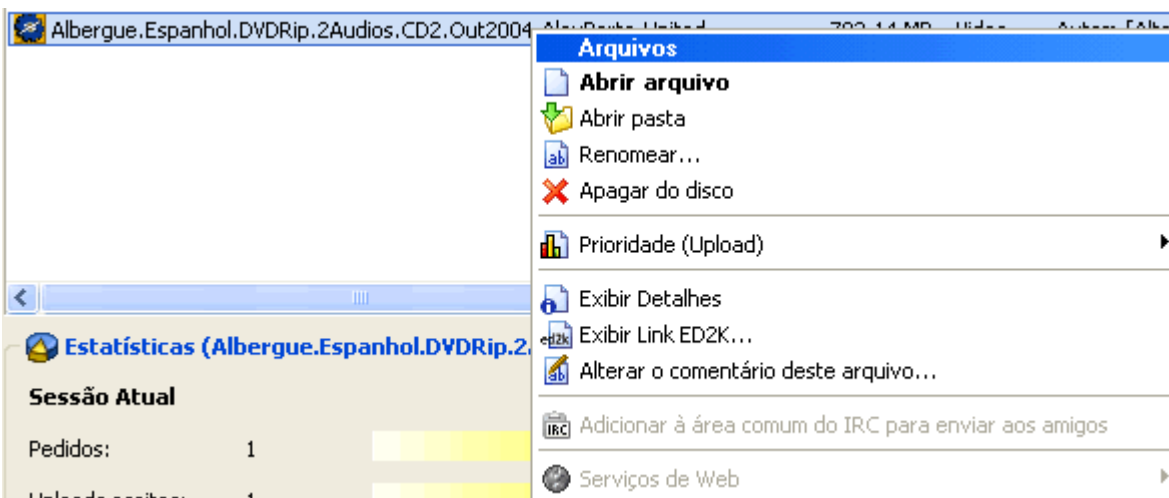 Albergue.Espanhol.DVDRip.2Audios.CD2.Out2004
Arquivos
Abrir arquivo
Abrir pasta
Renomear...
Apagar do disco
Prioridade (Upload)
Exibir Detalhes
ed2k Exibir Link ED2K...
Alterar o comentário deste arquivo...
IRC Adicionar à área comum do IRC para enviar aos amigos
Serviços de Web
Estatísticas (Albergue.Espanhol.DVDRip.2
Sessão Atual
Pedidos: 1